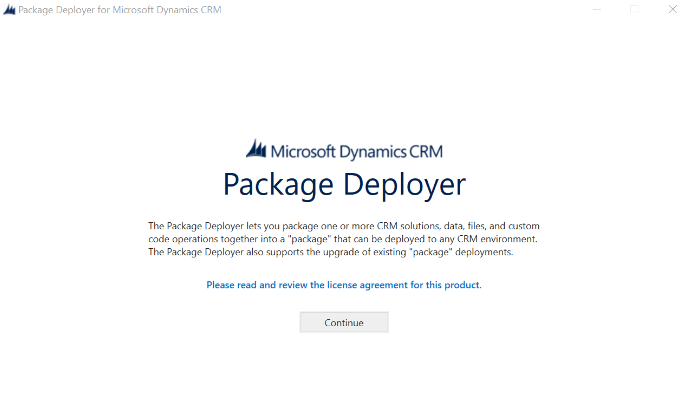 Package Deployer for Microsoft Dynamics CRM
Microsoft Dynamics CRM
Package Deployer
The Package Deployer lets you package one or more CRM solutions, data, files, and custom
code operations together into a "package" that can be deployed to any CRM environment.
The Package Deployer also supports the upgrade of existing "package" deployments.
Please read and review the license agreement for this product.
Continue